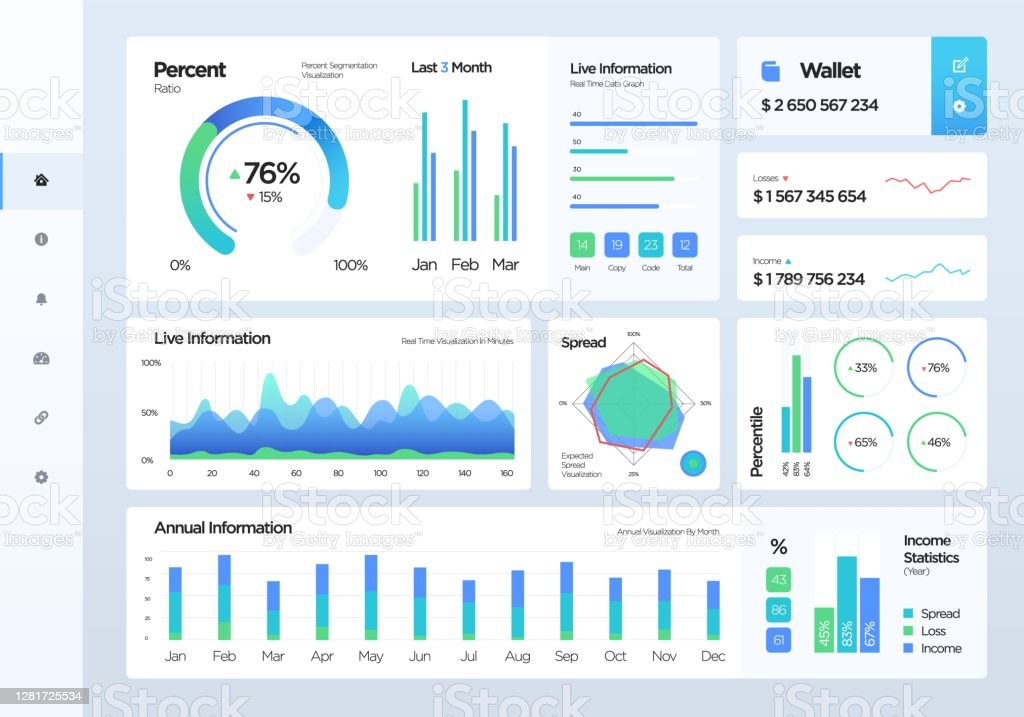 Percent
Ratio
Percent Segmentation
Visualization
76%
15%
0%
100%
Last 3 Month
Jan Feb Mar
Live Information
Real Time Data Graph
40
50
30
40
14 19 23 12
Main Copy Code Total
Wallet
$ 2 650 567 234
Losses
$ 1 567 345 654
Income
$ 1 789 756 234
Live Information
Real Time Visualization In Minutes
100%
50%
0%
0 20 40 60 80 100 120 140 160
Spread
100%
0%
50%
25%
Expected
Spread
Visualization
Percentile
42% 83% 64%
33%
76%
65%
46%
Annual Information
Annual Visualization By Month
100
75
50
25
0
Jan Feb Mar Apr May Jun Jul Aug Sep Oct Nov Dec
%
43
86
61
45% 83% 67%
Income
Statistics
(Year)
Spread
Loss
Income
iStock
by Getty Images™
1281725534